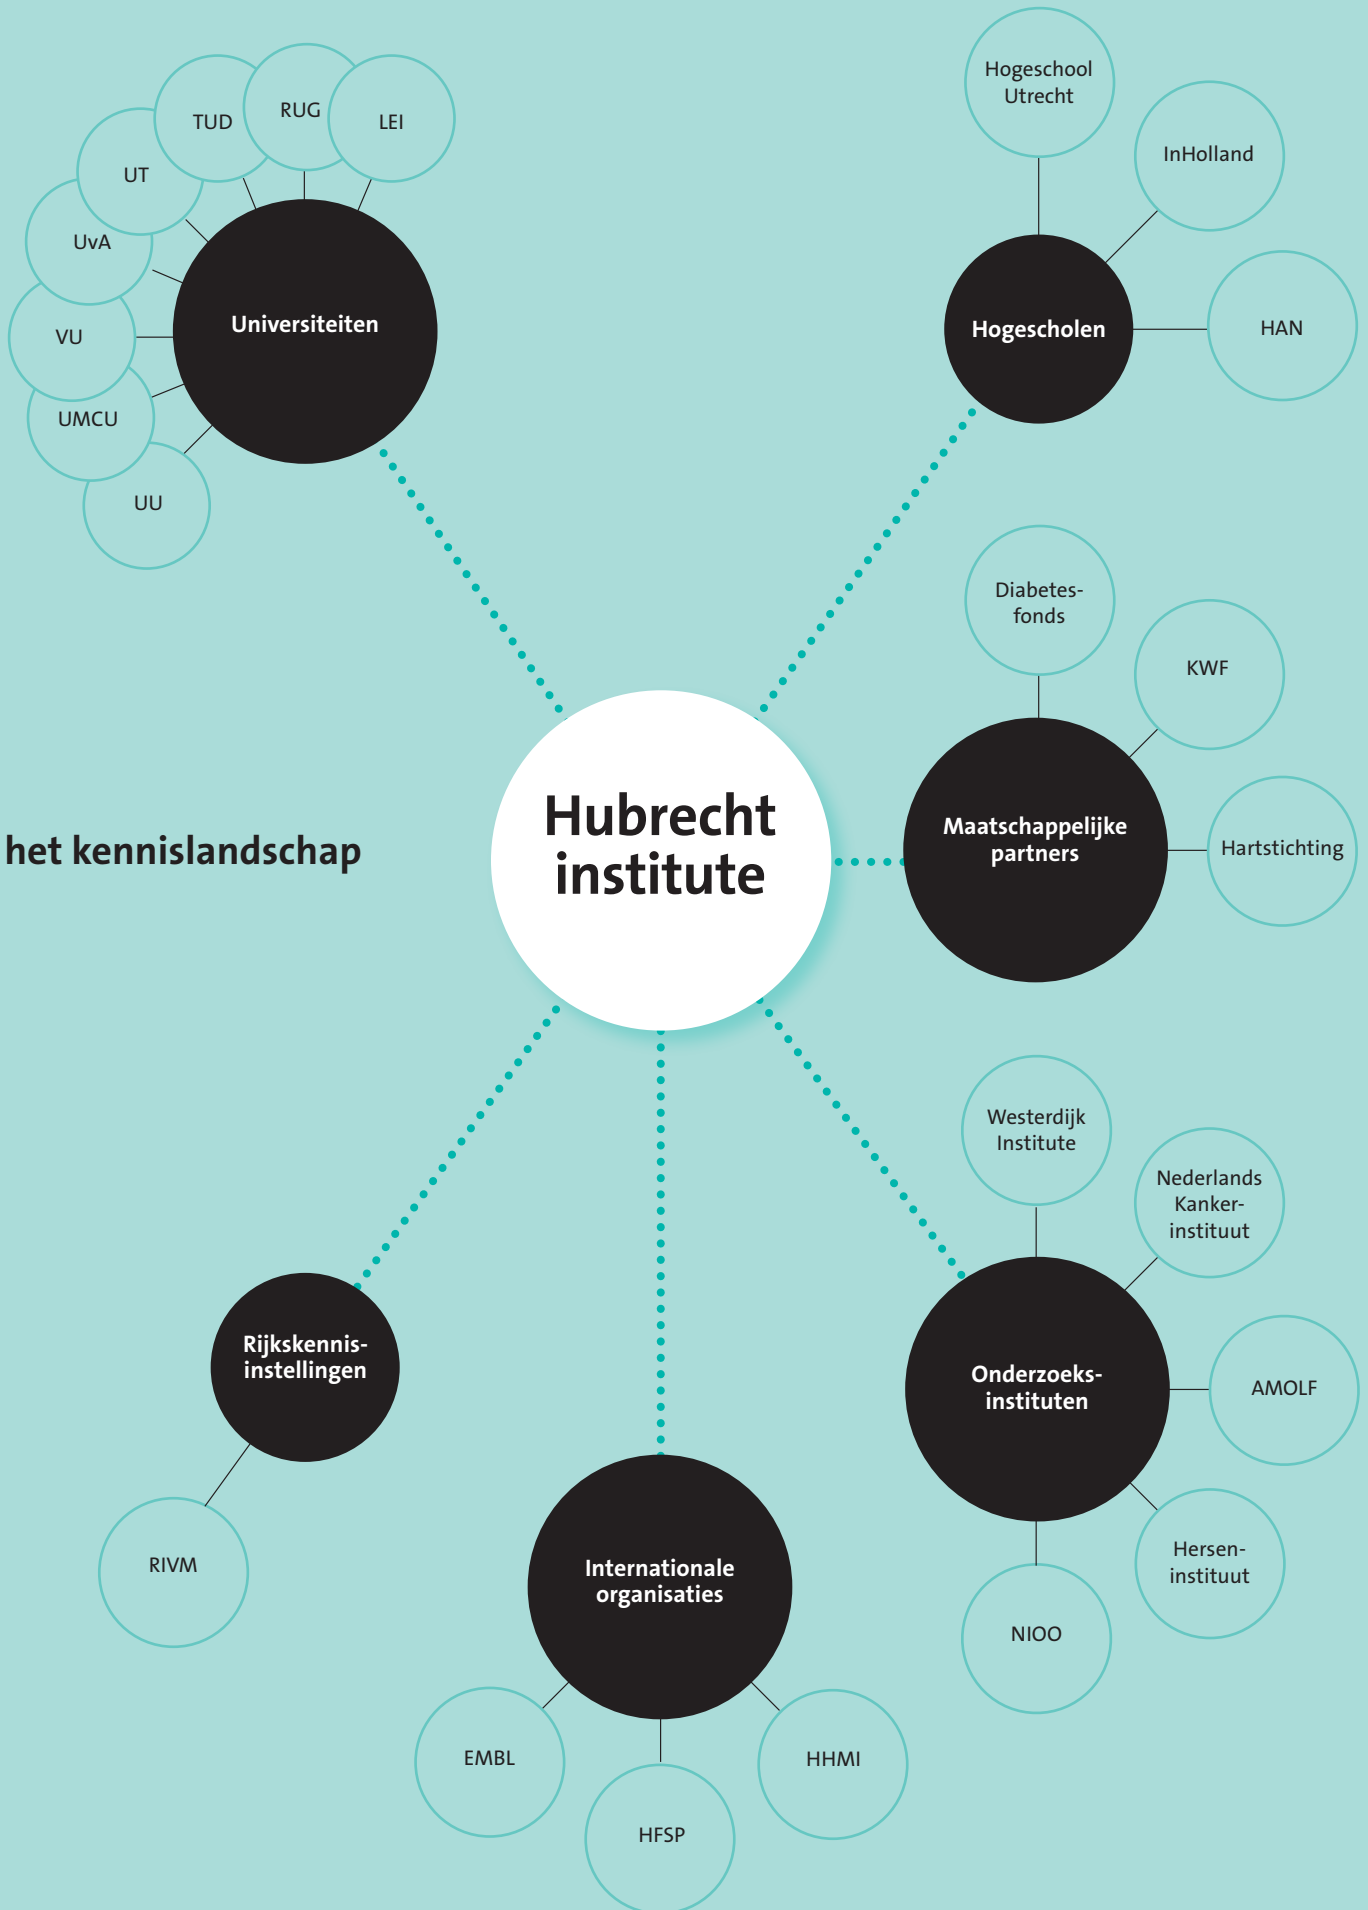 TUD
RUG
LEI
UT
UvA
VU
UMCU
UU
Universiteiten
Hogeschool
Utrecht
InHolland
HAN
Hogescholen
Diabetes-
fonds
KWF
Hartstichting
Maatschappelijke
partners
het kennislandschap
Hubrecht
institute
Westerdijk
Institute
Nederlands
Kanker-
instituut
AMOLF
Hersen-
instituut
NIOO
Onderzoeks-
instituten
Rijkskennis-
instellingen
RIVM
Internationale
organisaties
EMBL
HFSP
HHMI